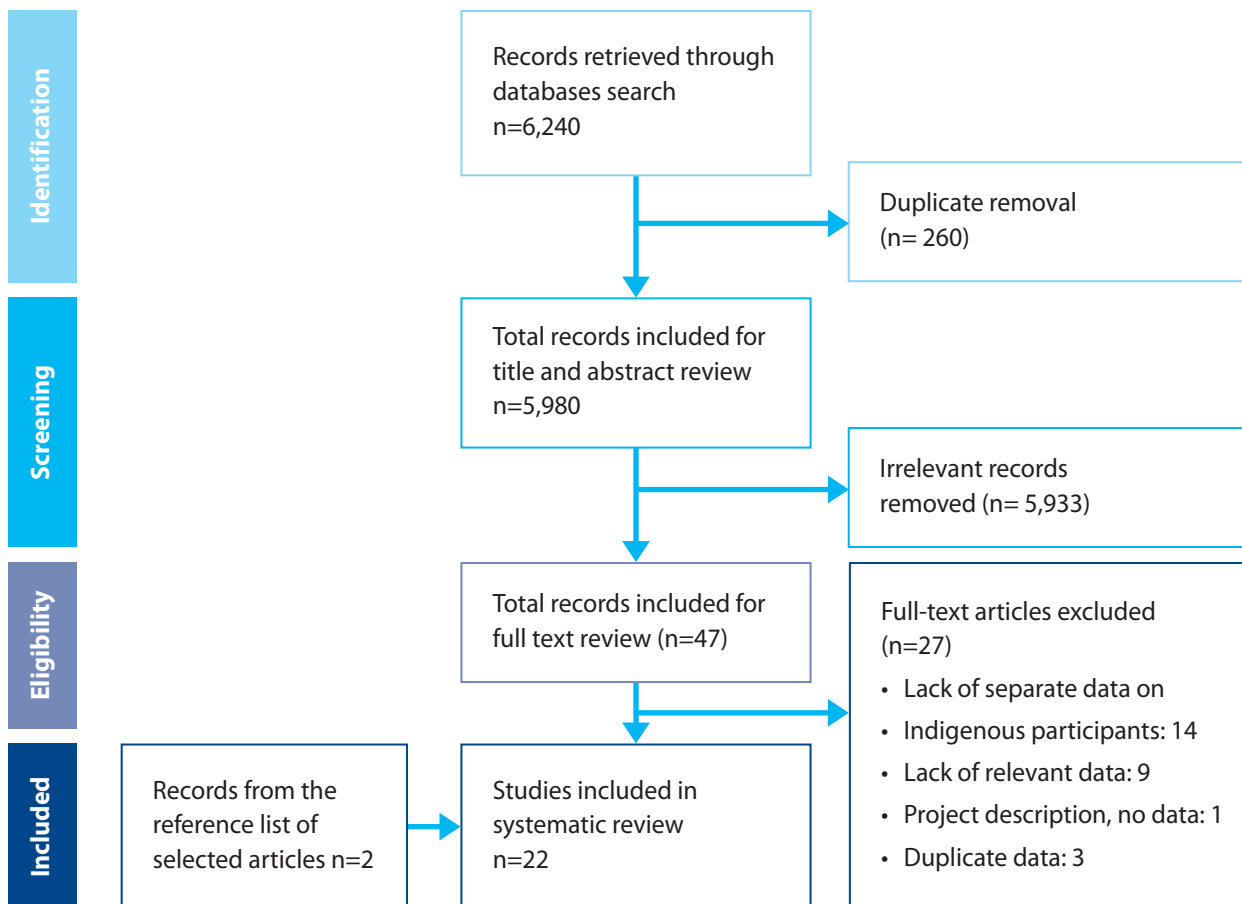 Identification
Records retrieved through
databases search
n=6,240
Duplicate removal
(n= 260)
Screening
Total records included for
title and abstract review
n=5,980
Irrelevant records
removed (n= 5,933)
Eligibility
Total records included for
full text review (n=47)
Full-text articles excluded
(n=27)
• Lack of separate data on
• Indigenous participants: 14
• Lack of relevant data: 9
• Project description, no data: 1
• Duplicate data: 3
Included
Records from the
reference list of
selected articles n=2
Studies included in
systematic review
n=22